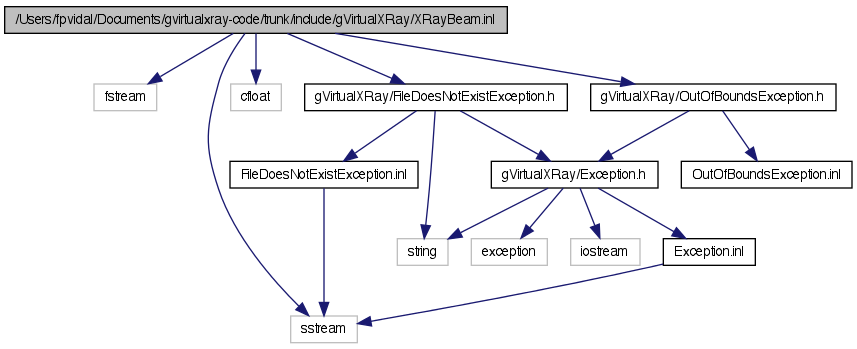 /Users/fpvidal/Documents/gvirtualxray-code/trunk/include/gVirtualXRay/XRayBeam.inl
fstream
cfloat
gVirtualXRay/FileDoesNotExistException.h
gVirtualXRay/OutOfBoundsException.h
FileDoesNotExistException.inl
gVirtualXRay/Exception.h
OutOfBoundsException.inl
string
exception
iostream
Exception.inl
sstream